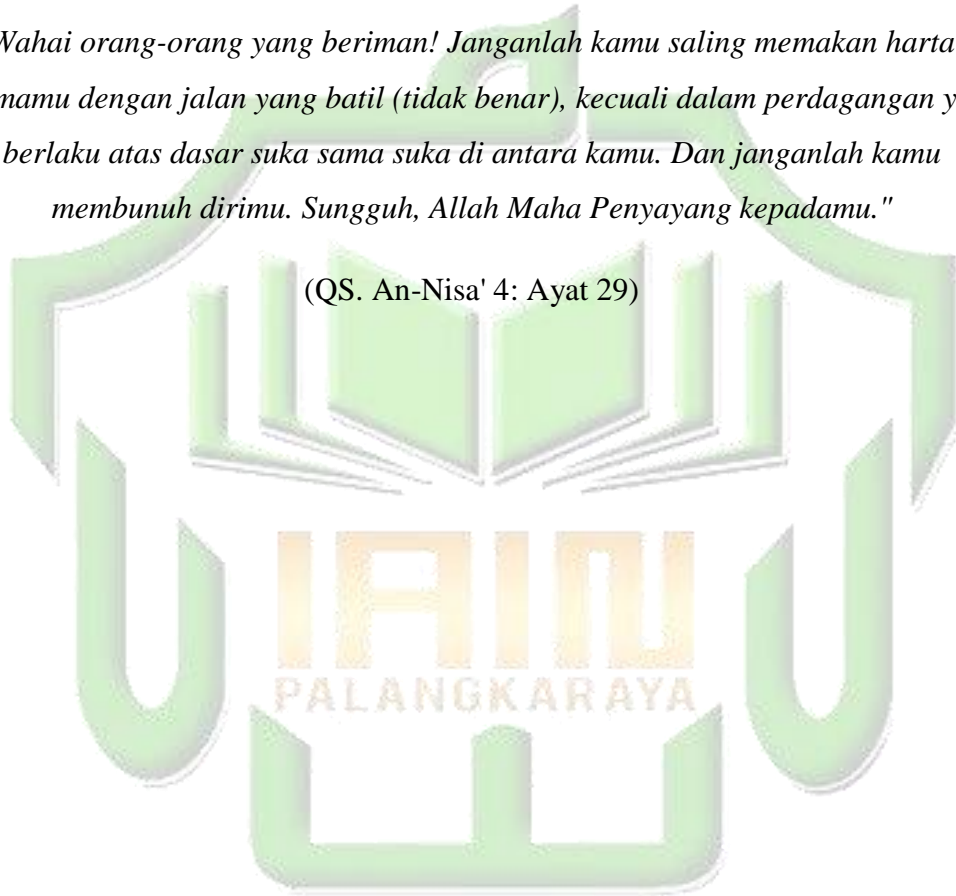 Wahai orang-orang yang beriman! Janganlah kamu saling memakan harta
mamu dengan jalan yang batil (tidak benar), kecuali dalam perdagangan y
berlaku atas dasar suka sama suka di antara kamu. Dan janganlah kamu
membunuh dirimu. Sungguh, Allah Maha Penyayang kepadamu."
(QS. An-Nisa' 4: Ayat 29)
IAIN
PALANGKARAYA